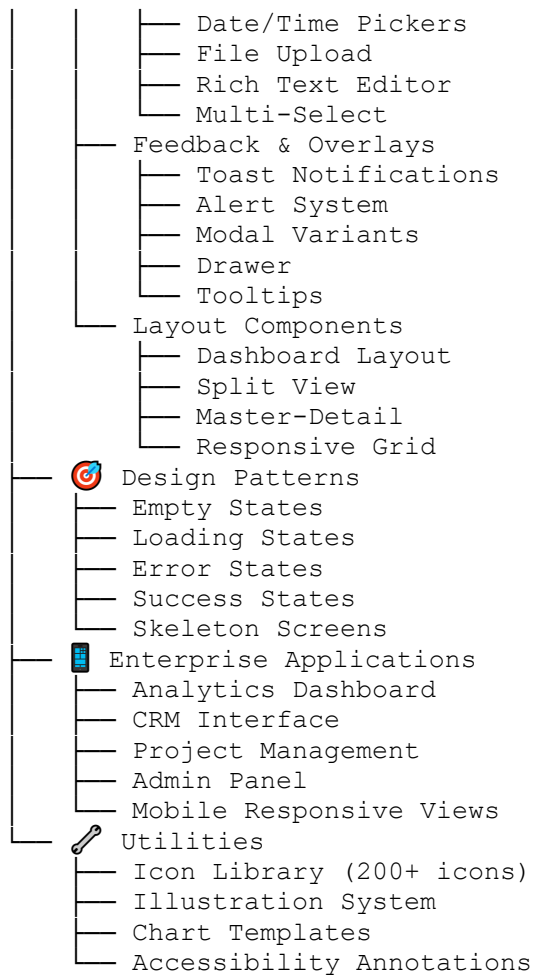 │   │   ├── Date/Time Pickers
│   │   ├── File Upload
│   │   ├── Rich Text Editor
│   │   └── Multi-Select
│   ├── Feedback & Overlays
│   │   ├── Toast Notifications
│   │   ├── Alert System
│   │   ├── Modal Variants
│   │   ├── Drawer
│   │   └── Tooltips
│   └── Layout Components
│       ├── Dashboard Layout
│       ├── Split View
│       ├── Master-Detail
│       └── Responsive Grid
├── 🎯 Design Patterns
│   ├── Empty States
│   ├── Loading States
│   ├── Error States
│   ├── Success States
│   └── Skeleton Screens
├── 📱 Enterprise Applications
│   ├── Analytics Dashboard
│   ├── CRM Interface
│   ├── Project Management
│   ├── Admin Panel
│   └── Mobile Responsive Views
└── 🔧 Utilities
    ├── Icon Library (200+ icons)
    ├── Illustration System
    ├── Chart Templates
    └── Accessibility Annotations